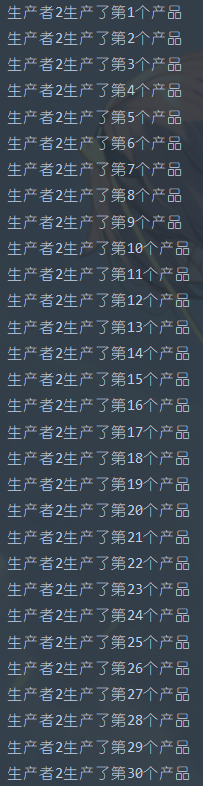 生产者2生产了第1个产品
生产者2生产了第2个产品
生产者2生产了第3个产品
生产者2生产了第4个产品
生产者2生产了第5个产品
生产者2生产了第6个产品
生产者2生产了第7个产品
生产者2生产了第8个产品
生产者2生产了第9个产品
生产者2生产了第10个产品
生产者2生产了第11个产品
生产者2生产了第12个产品
生产者2生产了第13个产品
生产者2生产了第14个产品
生产者2生产了第15个产品
生产者2生产了第16个产品
生产者2生产了第17个产品
生产者2生产了第18个产品
生产者2生产了第19个产品
生产者2生产了第20个产品
生产者2生产了第21个产品
生产者2生产了第22个产品
生产者2生产了第23个产品
生产者2生产了第24个产品
生产者2生产了第25个产品
生产者2生产了第26个产品
生产者2生产了第27个产品
生产者2生产了第28个产品
生产者2生产了第29个产品
生产者2生产了第30个产品